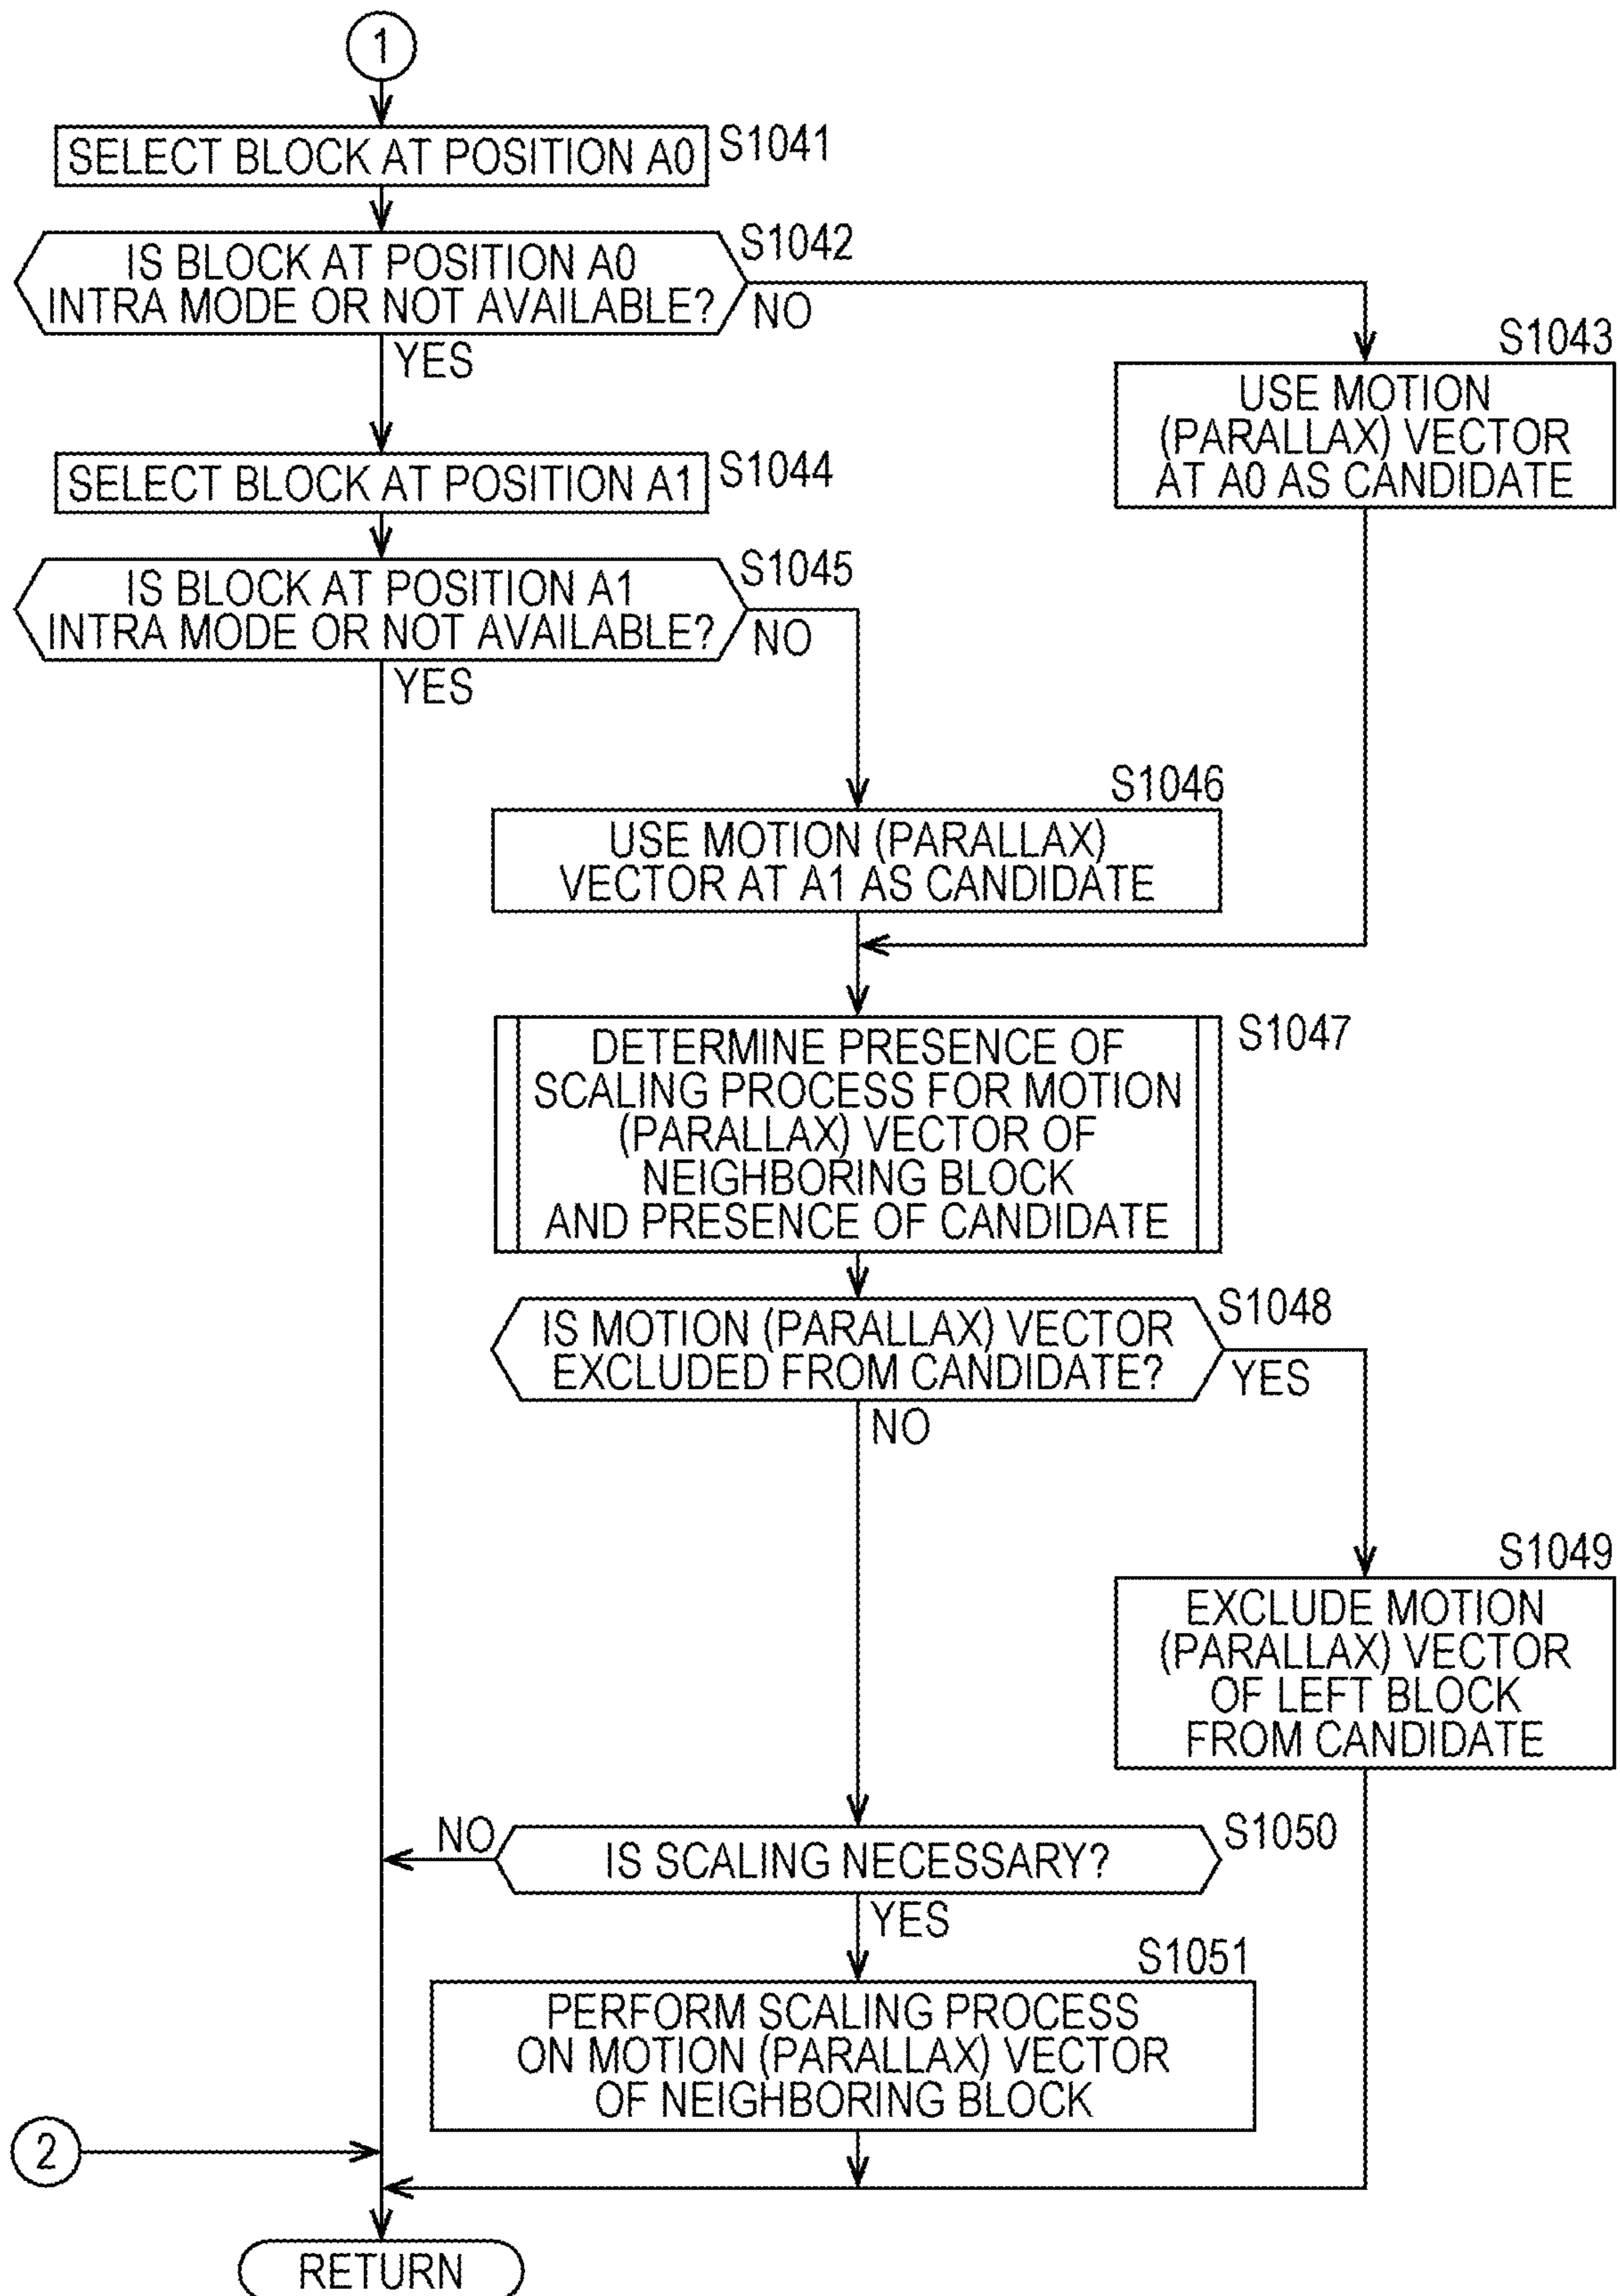 1
SELECT BLOCK AT POSITION A0
S1041
IS BLOCK AT POSITION A0
INTRA MODE OR NOT AVAILABLE?
S1042
NO
YES
S1043
USE MOTION
(PARALLAX) VECTOR
AT A0 AS CANDIDATE
SELECT BLOCK AT POSITION A1
S1044
IS BLOCK AT POSITION A1
INTRA MODE OR NOT AVAILABLE?
S1045
NO
YES
S1046
USE MOTION (PARALLAX)
VECTOR AT A1 AS CANDIDATE
DETERMINE PRESENCE OF
SCALING PROCESS FOR MOTION
(PARALLAX) VECTOR OF
NEIGHBORING BLOCK
AND PRESENCE OF CANDIDATE
S1047
IS MOTION (PARALLAX) VECTOR
EXCLUDED FROM CANDIDATE?
S1048
YES
NO
S1049
EXCLUDE MOTION
(PARALLAX) VECTOR
OF LEFT BLOCK
FROM CANDIDATE
NO
IS SCALING NECESSARY?
S1050
YES
S1051
PERFORM SCALING PROCESS
ON MOTION (PARALLAX) VECTOR
OF NEIGHBORING BLOCK
2
RETURN